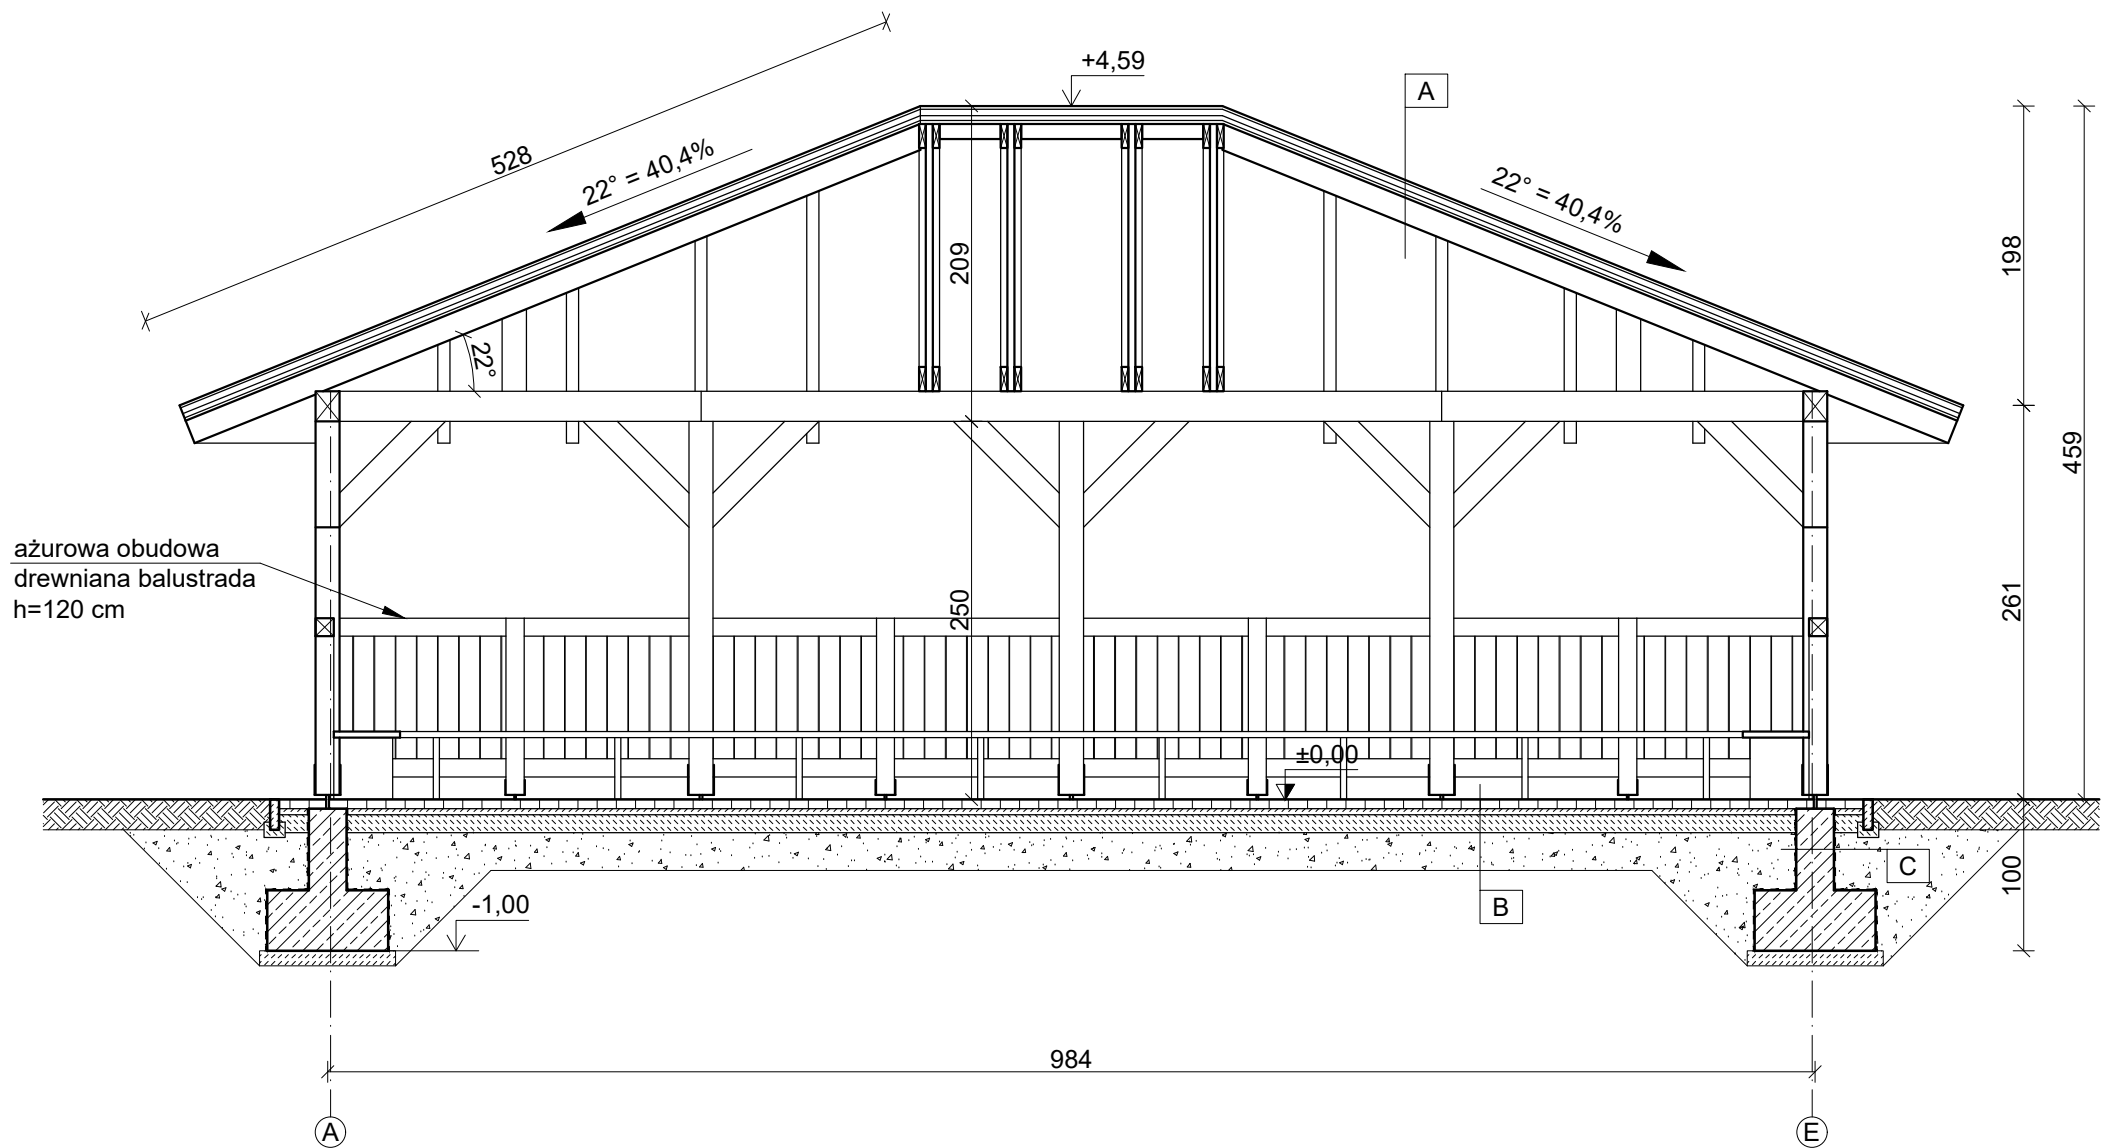 +4,59
A
528
22° = 40,4%
22° = 40,4%
209
198
22°
459
ażurowa obudowa
drewniana balustrada
h=120 cm
250
261
±0,00
C
100
-1,00
B
984
A
E